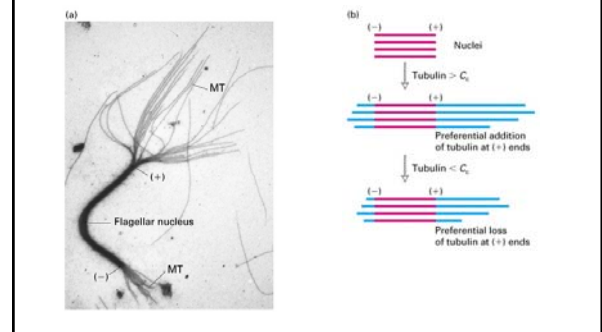 (a)
MT
(+)
Flagellar nucleus
(−)
MT
(b)
(−) (+)
Nuclei
Tubulin > Cc
(−) (+)
Preferential addition
of tubulin at (+) ends
Tubulin < Cc
(−) (+)
Preferential loss
of tubulin at (+) ends